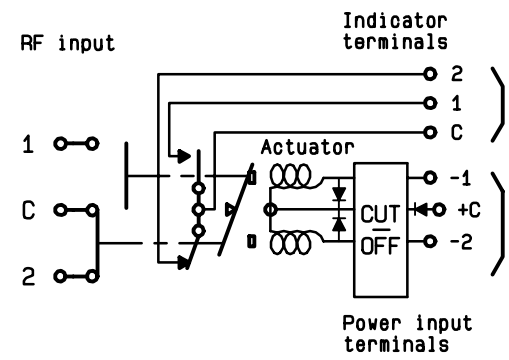 Indicator
terminals
RF input
2
1
C
1
Actuator
-1
C
CUT
OFF
+C
-2
2
Power input
terminals